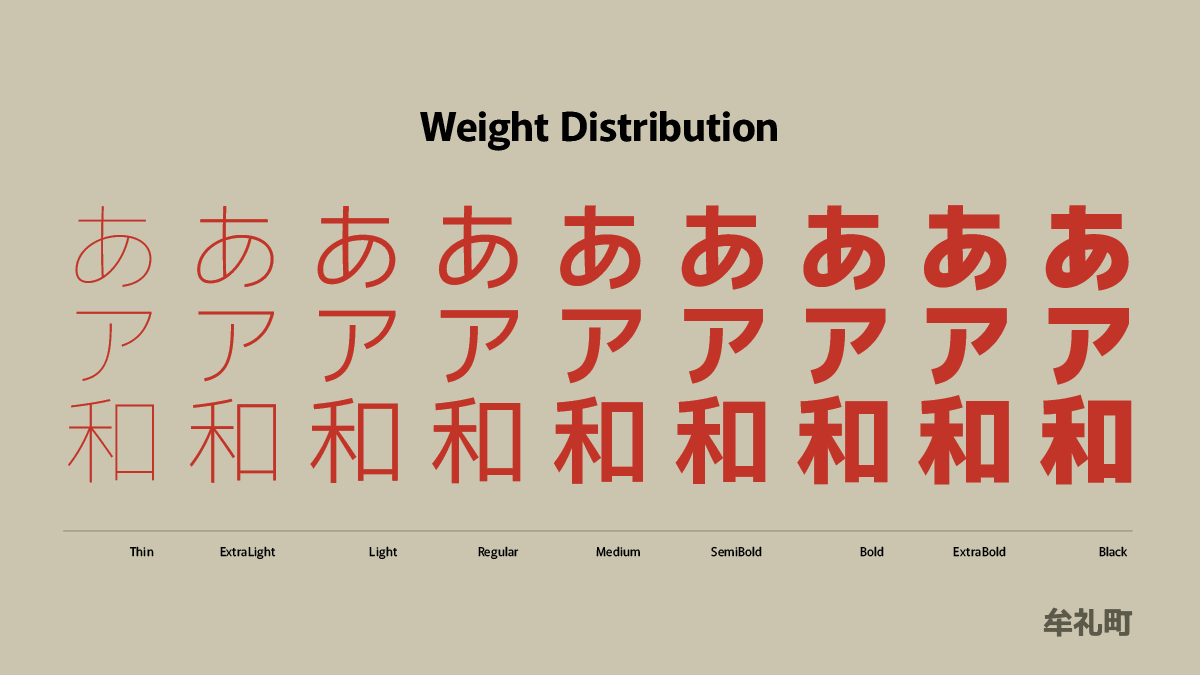 Weight Distribution
あ あ あ あ あ あ あ あ あ
ア ア ア ア ア ア ア ア ア
和 和 和 和 和 和 和 和 和
Thin ExtraLight Light Regular Medium SemiBold Bold ExtraBold Black
牟礼町